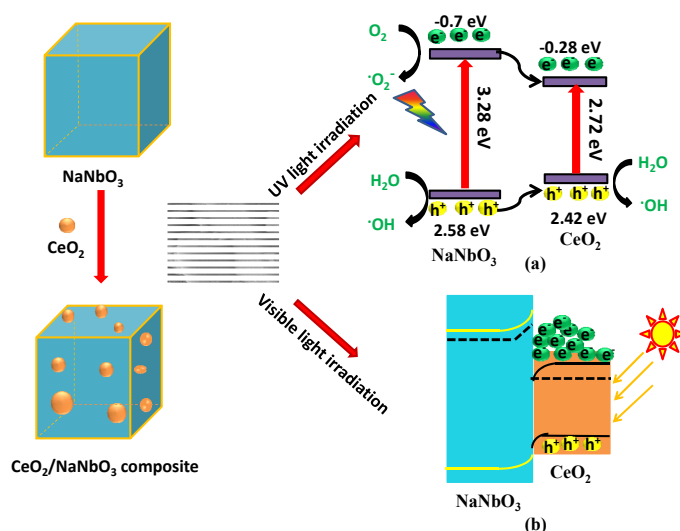 NaNbO₃
CeO₂
CeO₂/NaNbO₃ composite
UV light irradiation
Visible light irradiation
-0.7 eV
O₂
e⁻ e⁻ e⁻
-0.28 eV
e⁻ e⁻ e⁻
·O₂⁻
3.28 eV
2.72 eV
H₂O
H₂O
h⁺ h⁺ h⁺
h⁺ h⁺ h⁺
·OH
·OH
2.58 eV
2.42 eV
NaNbO₃
CeO₂
(a)
e⁻ e⁻
e⁻ e⁻ e⁻
e⁻ e⁻ e⁻
e⁻ e⁻ e⁻ e⁻
h⁺ h⁺ h⁺
CeO₂
NaNbO₃
(b)